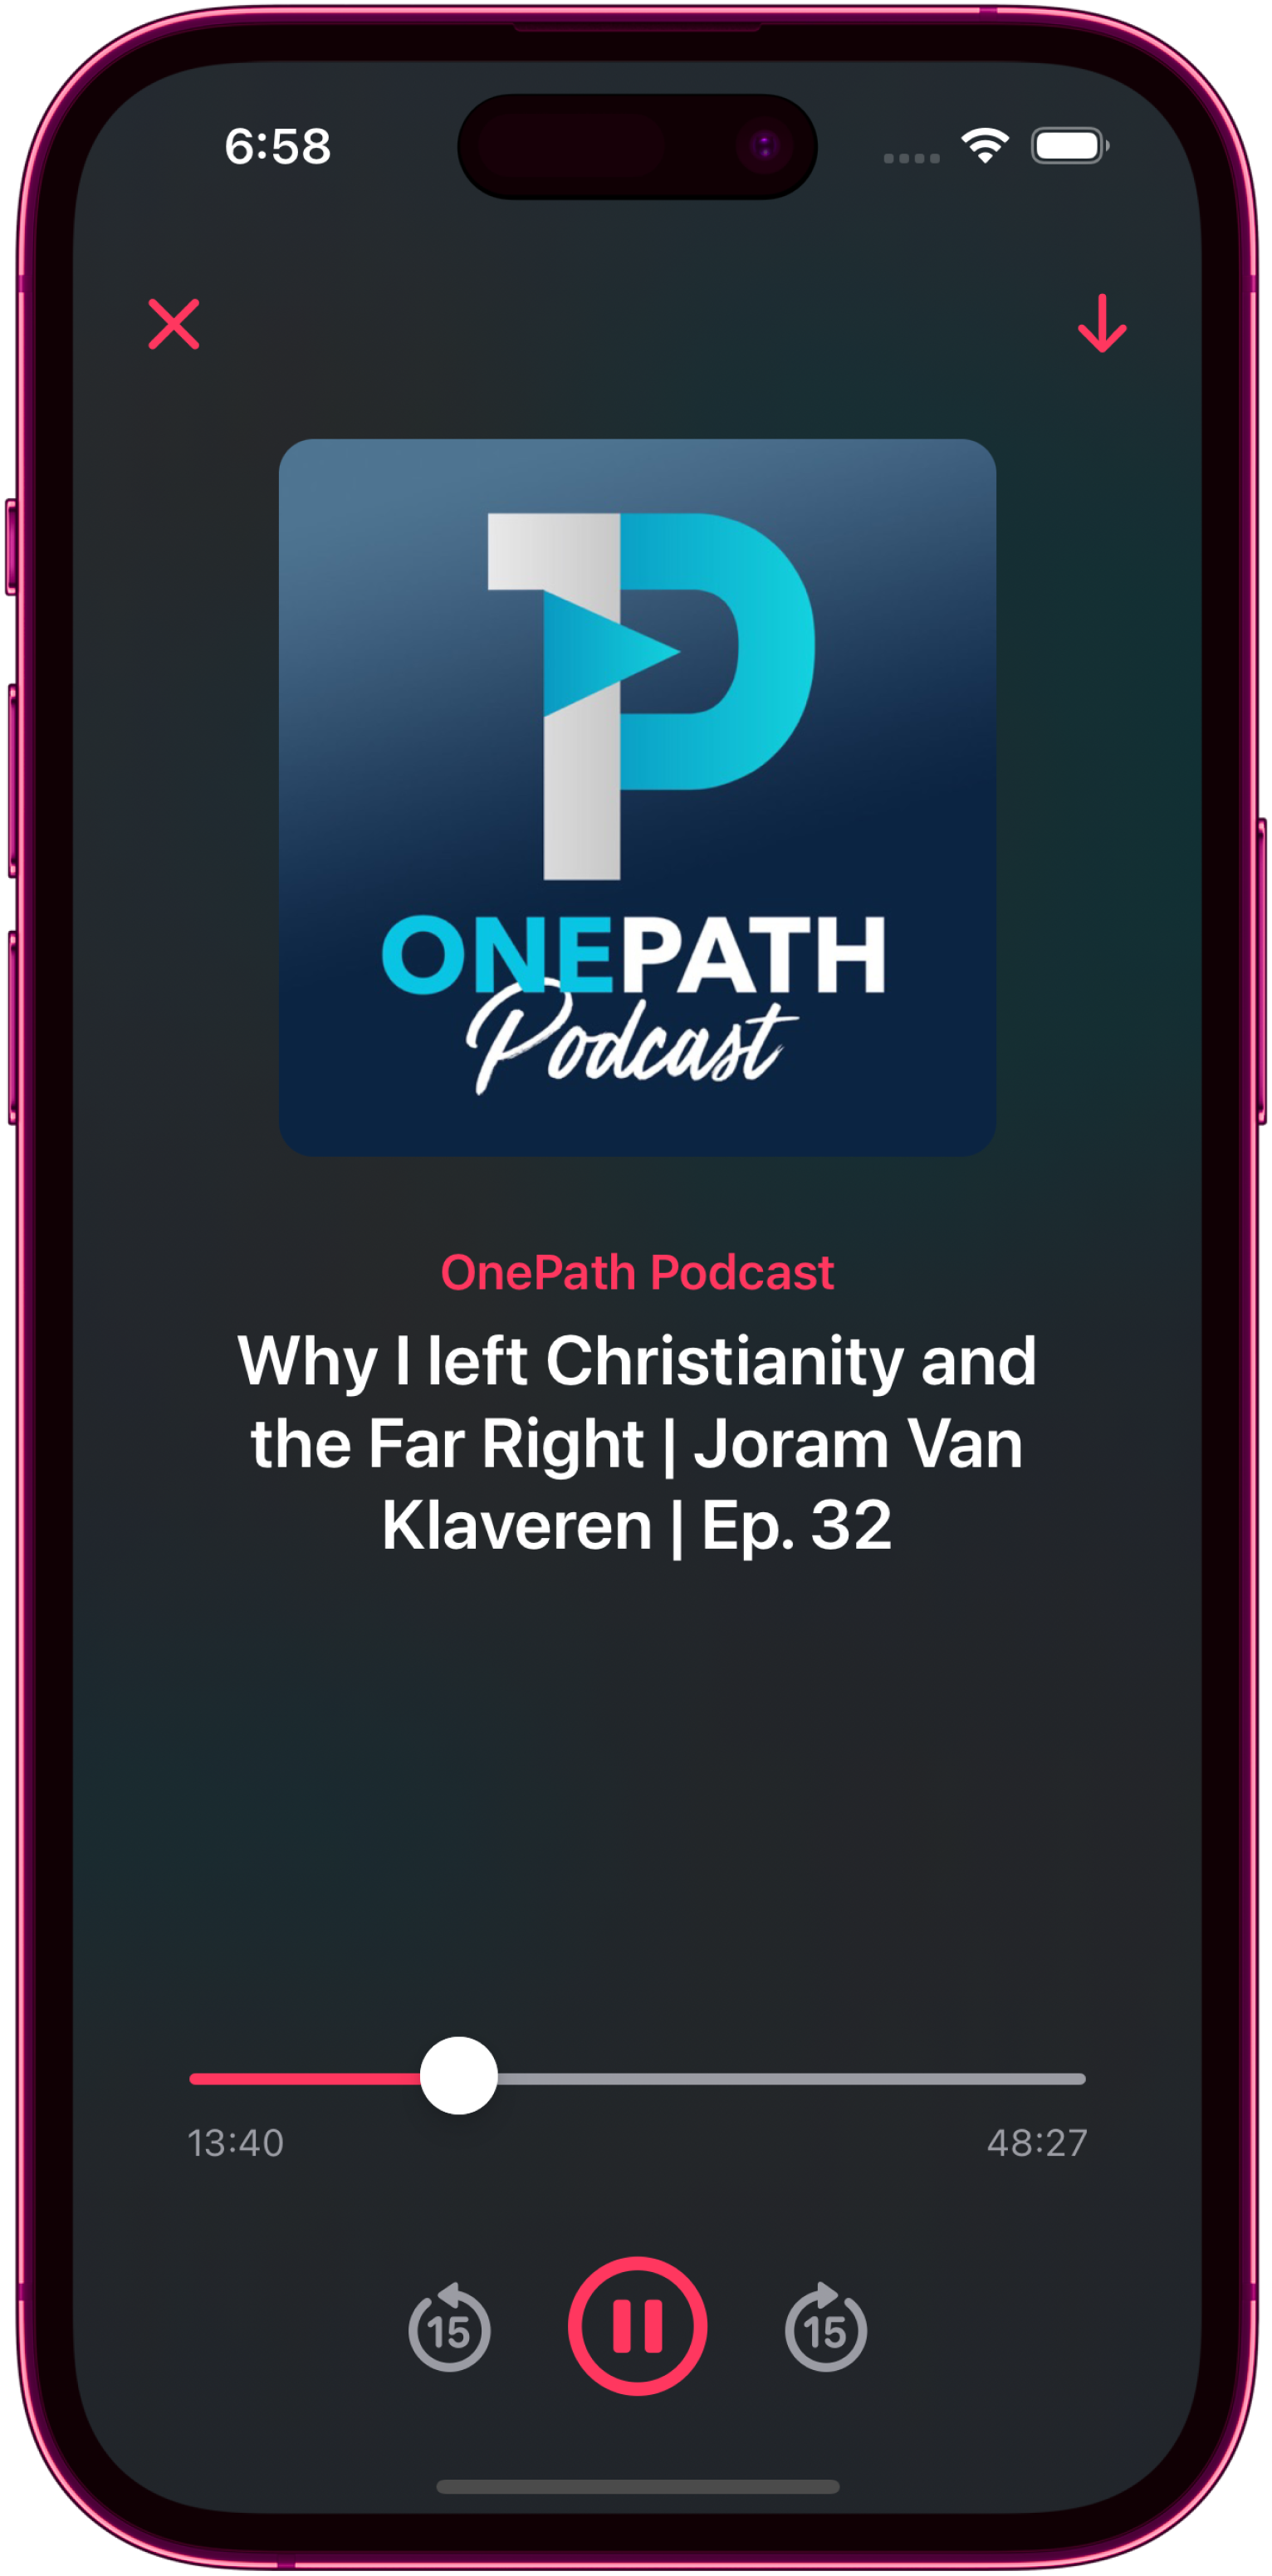 6:58
ONEPATH
Podcast
OnePath Podcast
Why I left Christianity and
the Far Right | Joram Van
Klaveren | Ep. 32
13:40
48:27
15
15